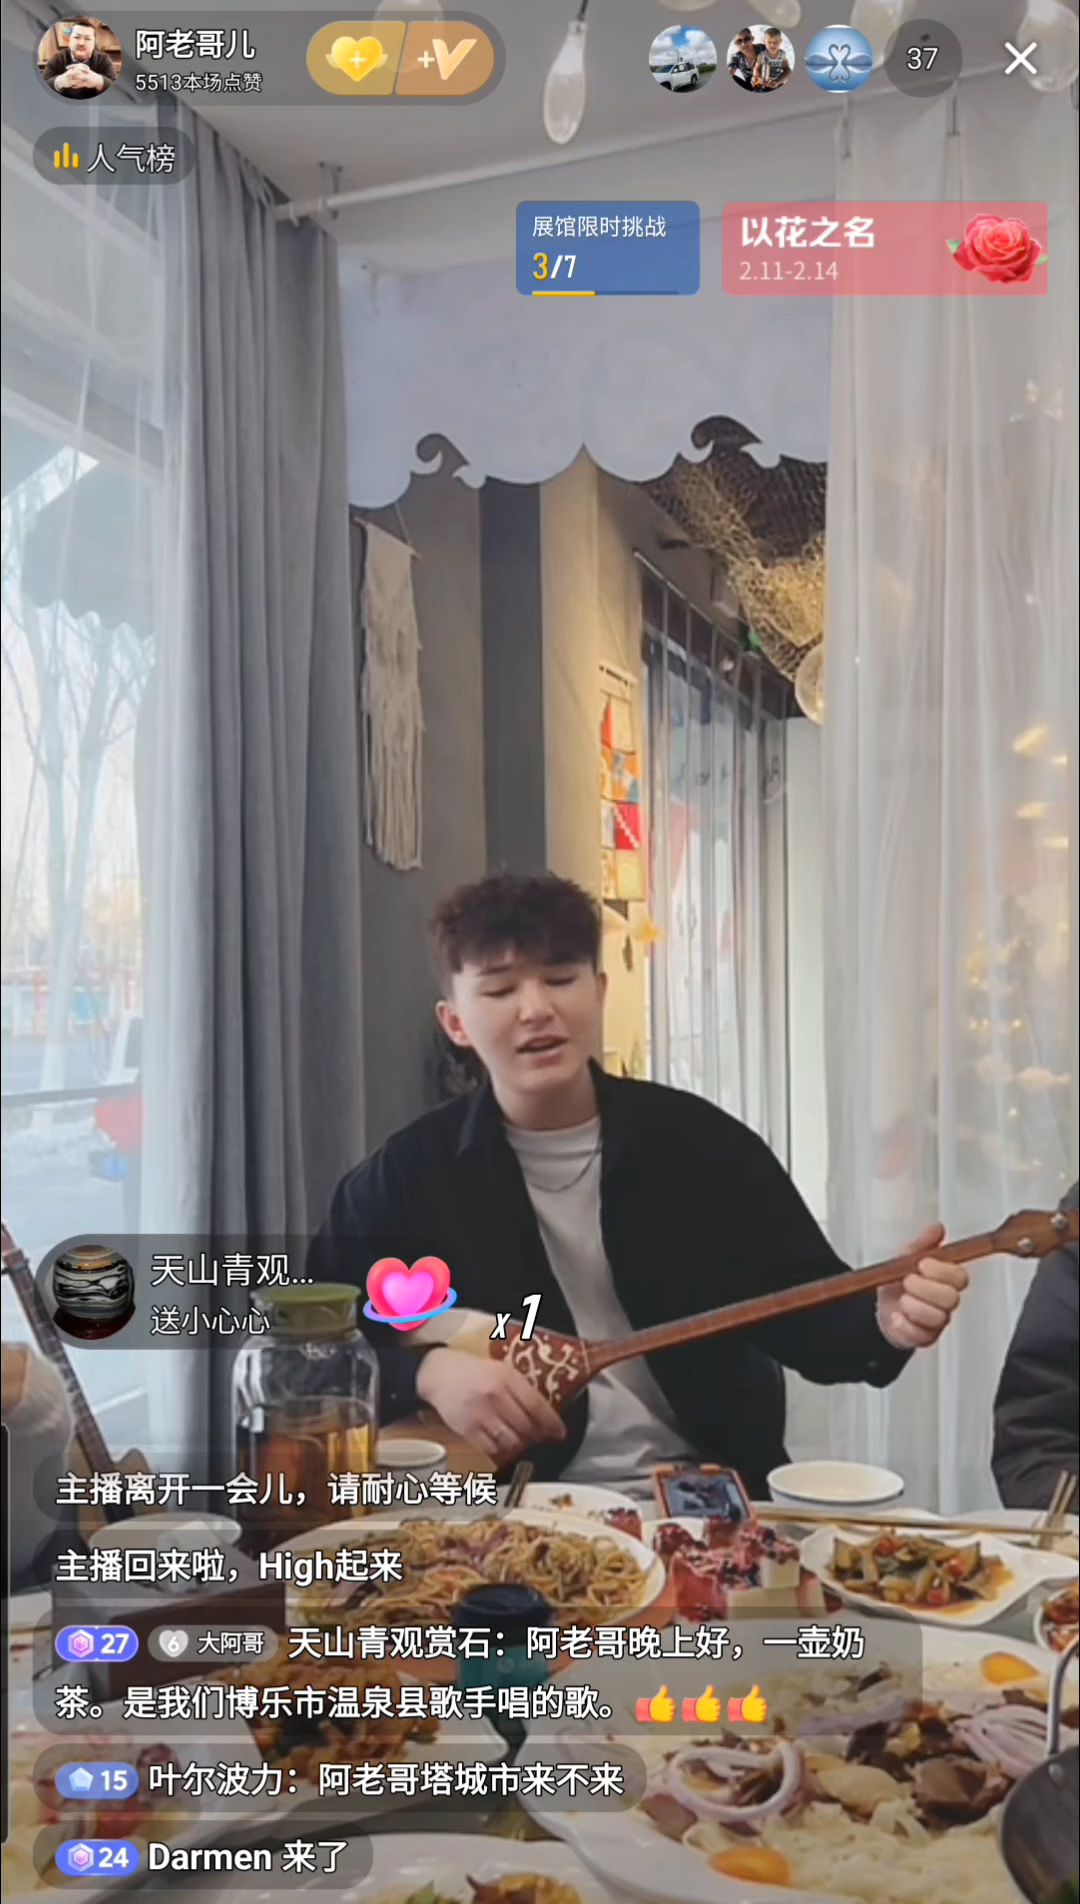 阿老哥儿
5513本场点赞
+
+V
37
人气榜
展馆限时挑战
3/7
以花之名
2.11-2.14
天山青观...
送小心心
x1
主播离开一会儿，请耐心等候
主播回来啦，High起来
27 6 大阿哥 天山青观赏石：阿老哥晚上好，一壶奶
茶。是我们博乐市温泉县歌手唱的歌。👍👍👍
15 叶尔波力：阿老哥塔城市来不来
24 Darmen 来了